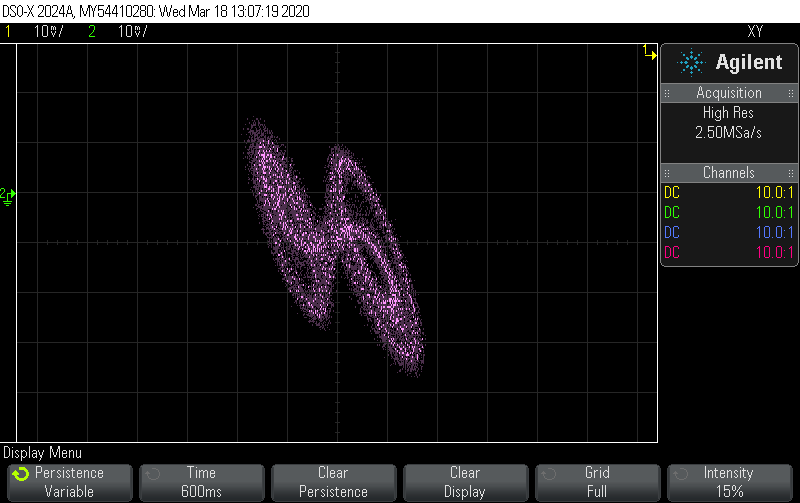 DSO-X 2024A, MY54410280: Wed Mar 18 13:07:19 2020
1 10V/ 2 10V/ XY
1
Agilent
Acquisition
High Res
2.50MSa/s
Channels
DC 10.0:1
DC 10.0:1
DC 10.0:1
DC 10.0:1
2
Display Menu
Persistence
Variable
Time
600ms
Clear
Persistence
Clear
Display
Grid
Full
Intensity
15%